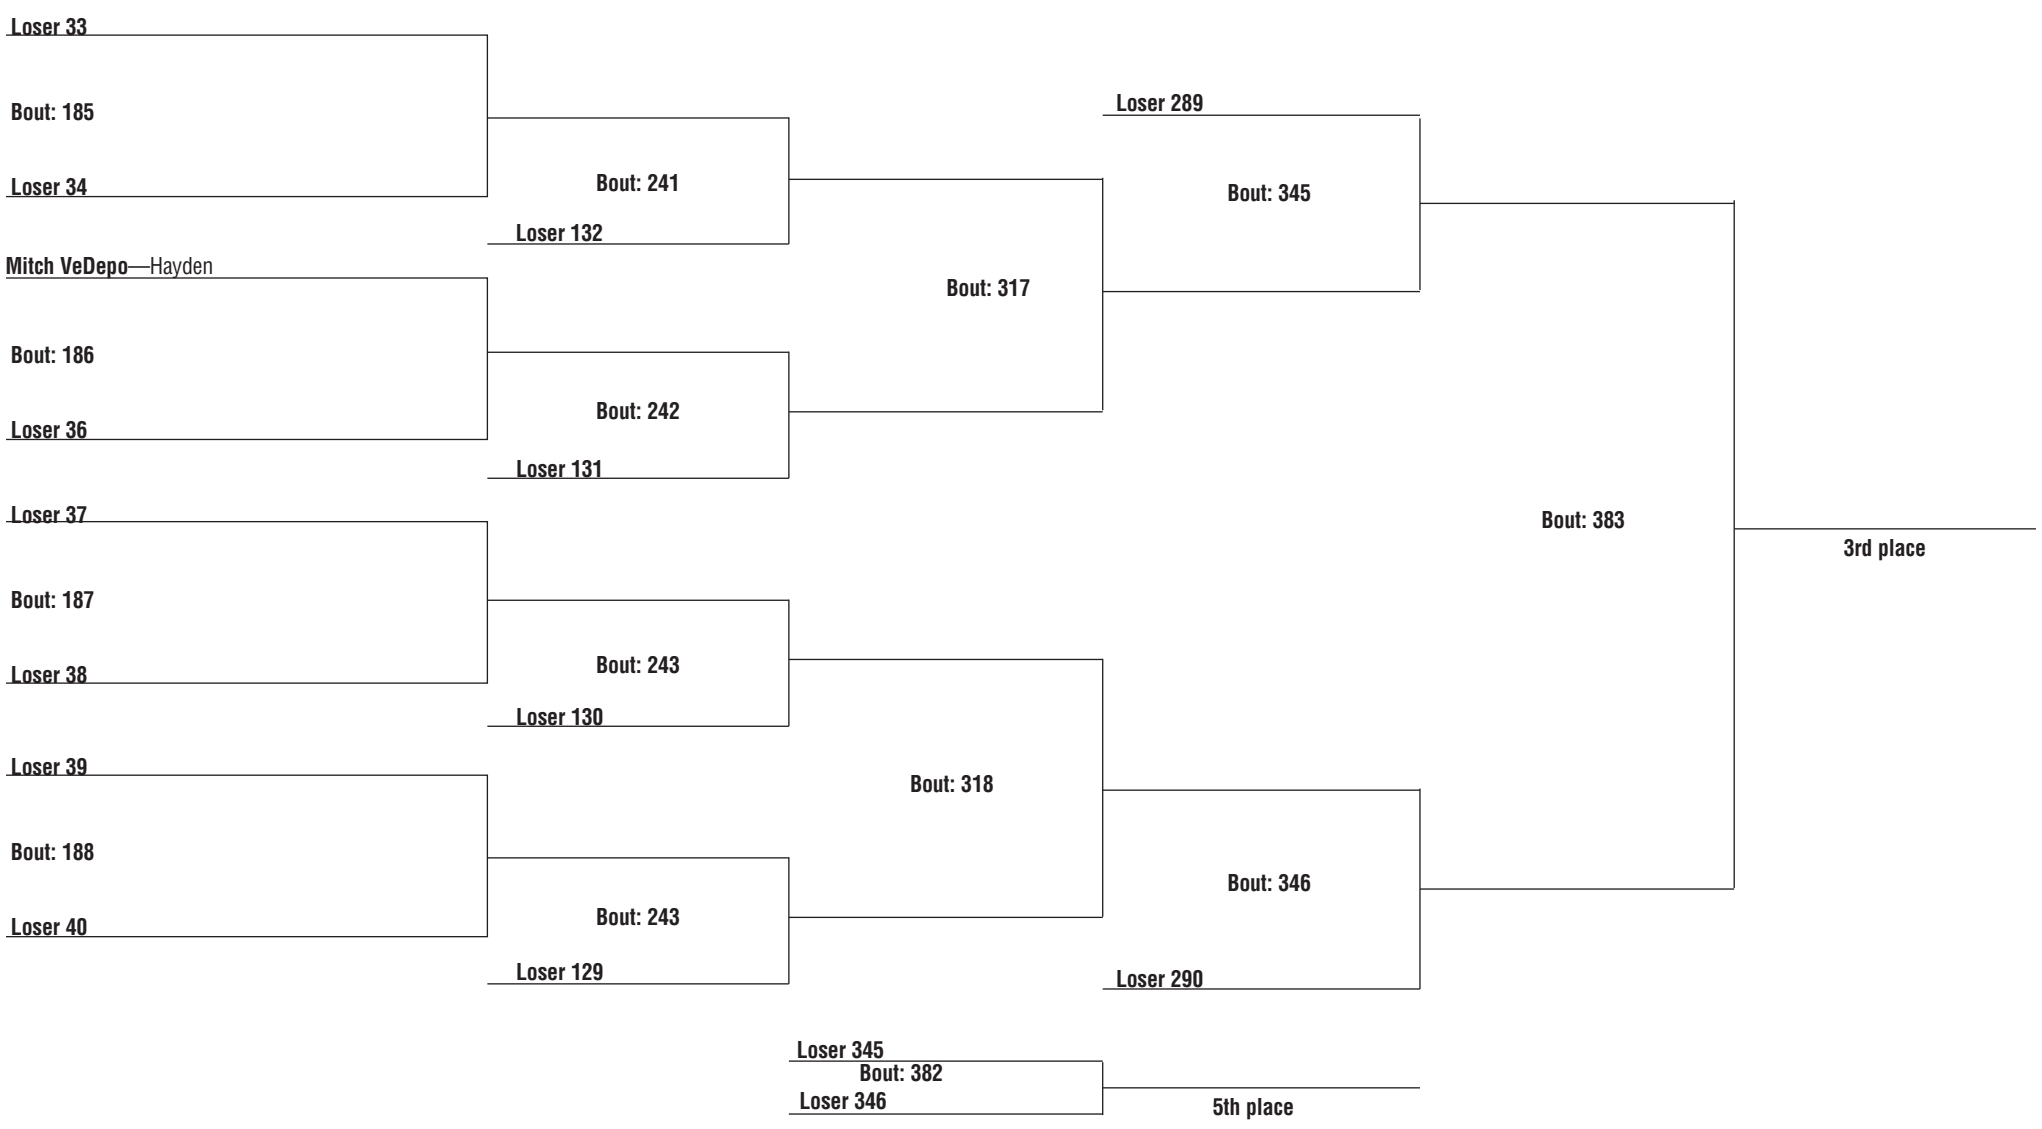 Loser 33
Bout: 185
Loser 34
Mitch VeDepo—Hayden
Bout: 186
Loser 36
Loser 37
Bout: 187
Loser 38
Loser 39
Bout: 188
Loser 40
Bout: 241
Loser 132
Bout: 242
Loser 131
Bout: 243
Loser 130
Bout: 243
Loser 129
Bout: 317
Bout: 318
Loser 289
Bout: 345
Bout: 346
Loser 290
Bout: 383
3rd place
Loser 345
Bout: 382
Loser 346
5th place